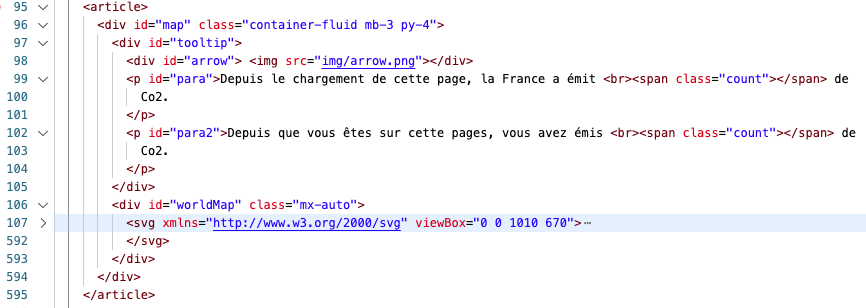 95 <article>
96 <div id="map" class="container-fluid mb-3 py-4">
97 <div id="tooltip">
98 <div id="arrow"> <img src="img/arrow.png"></div>
99 <p id="para">Depuis le chargement de cette page, la France a émit <br><span class="count"></span> de
100 Co2.
101 </p>
102 <p id="para2">Depuis que vous êtes sur cette pages, vous avez émis <br><span class="count"></span> de
103 Co2.
104 </p>
105 </div>
106 <div id="worldMap" class="mx-auto">
107 <svg xmlns="http://www.w3.org/2000/svg" viewBox="0 0 1010 670">⋯
592 </svg>
593 </div>
594 </div>
595 </article>